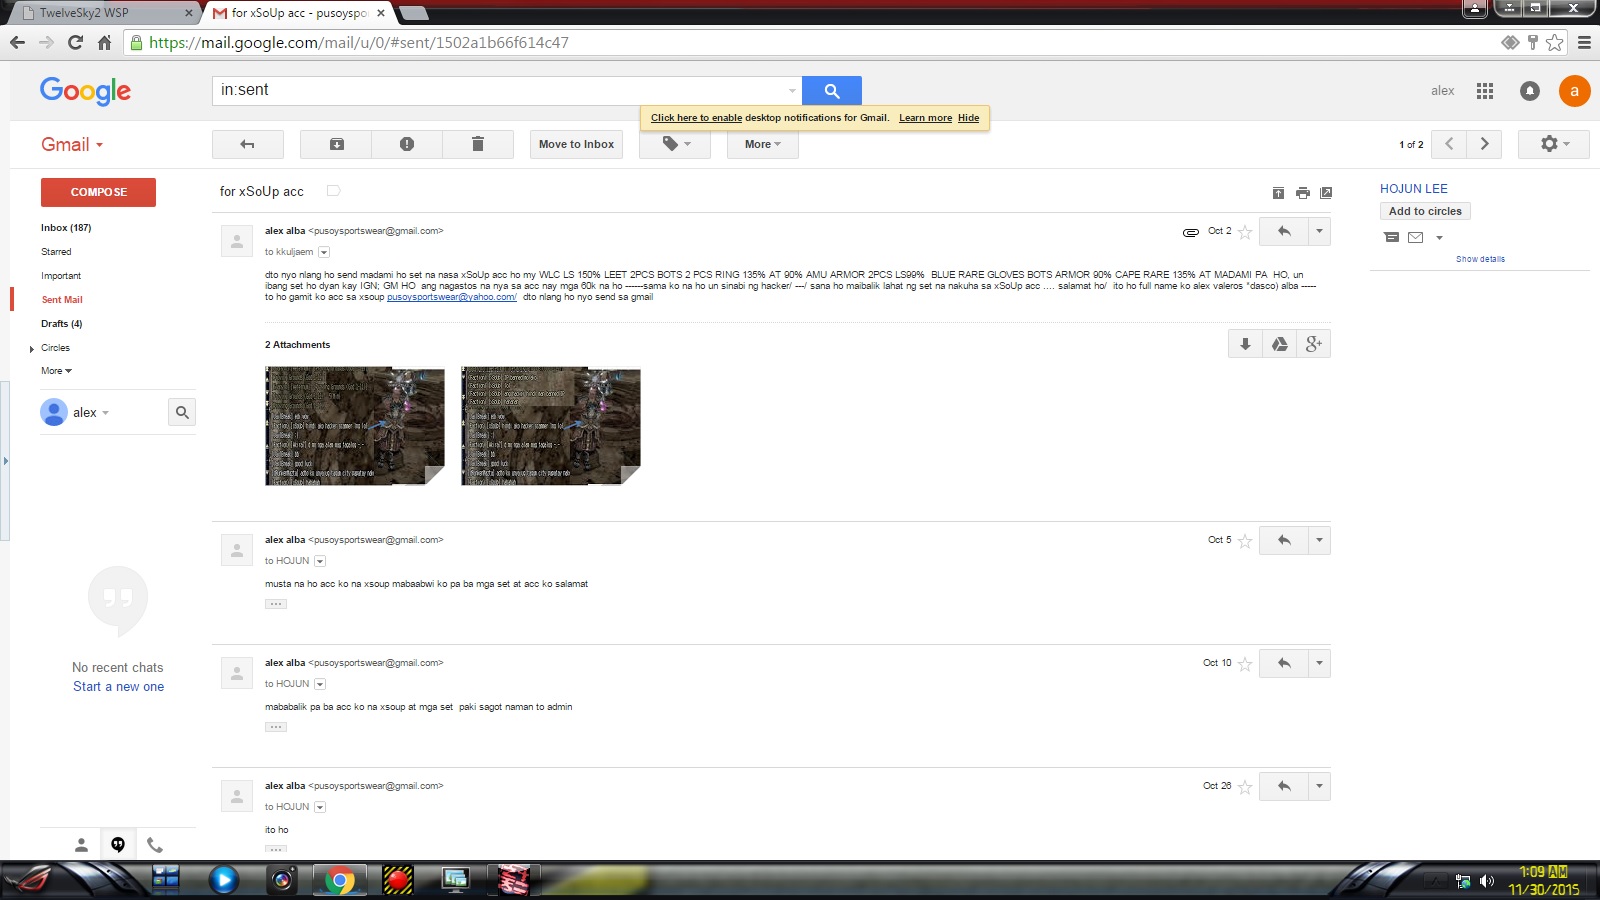 TwelveSky2 WSP
for xSoUp acc - pusoyspo
https://mail.google.com/mail/u/0/#sent/1502a1b66f614c47
Google
in:sent
alex
a
Click here to enable desktop notifications for Gmail. Learn more Hide
Gmail
Move to Inbox
More
1 of 2
COMPOSE
Inbox (187)
Starred
Important
Sent Mail
Drafts (4)
Circles
More
alex
No recent chats
Start a new one
for xSoUp acc
alex alba <pusoysportswear@gmail.com>
Oct 2
to kkuljaem
dto nyo nlang ho send madami ho set na nasa xSoUp acc ho my WLC LS 150% LEET 2PCS BOTS 2 PCS RING 135% AT 90% AMU ARMOR 2PCS LS99%  BLUE RARE GLOVES BOTS ARMOR 90% CAPE RARE 135% AT MADAMI PA  HO, un
ibang set ho dyan kay IGN; GM HO  ang nagastos na nya sa acc nay mga 60k na ho ------sama ko na ho un sinabi ng hacker/ ---/ sana ho maibalik lahat ng set na nakuha sa xSoUp acc .... salamat ho/  ito ho full name ko alex valeros "dasco) alba -----
to ho gamit ko acc sa xsoup pusoysportswear@yahoo.com/  dto nlang ho nyo send sa gmail
2 Attachments
alex alba <pusoysportswear@gmail.com>
Oct 5
to HOJUN
musta na ho acc ko na xsoup mabaabwi ko pa ba mga set at acc ko salamat
alex alba <pusoysportswear@gmail.com>
Oct 10
to HOJUN
mababalik pa ba acc ko na xsoup at mga set  paki sagot naman to admin
alex alba <pusoysportswear@gmail.com>
Oct 26
to HOJUN
ito ho
HOJUN LEE
Add to circles
Show details
1:09 AM
11/30/2015